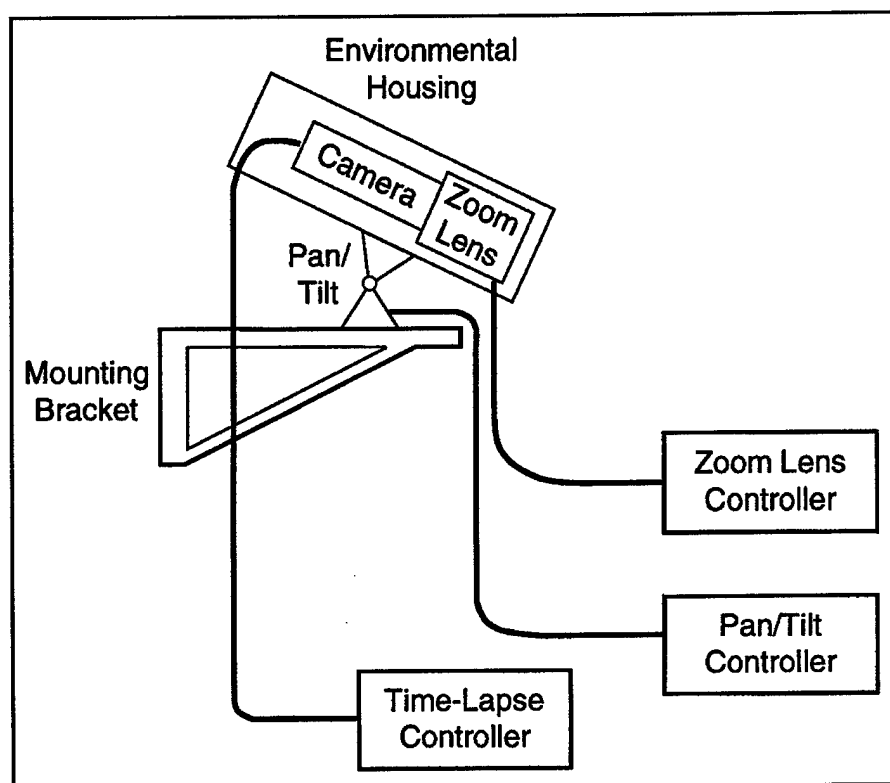 Environmental
Housing
Camera
Zoom
Lens
Pan/
Tilt
Mounting
Bracket
Zoom Lens
Controller
Pan/Tilt
Controller
Time-Lapse
Controller